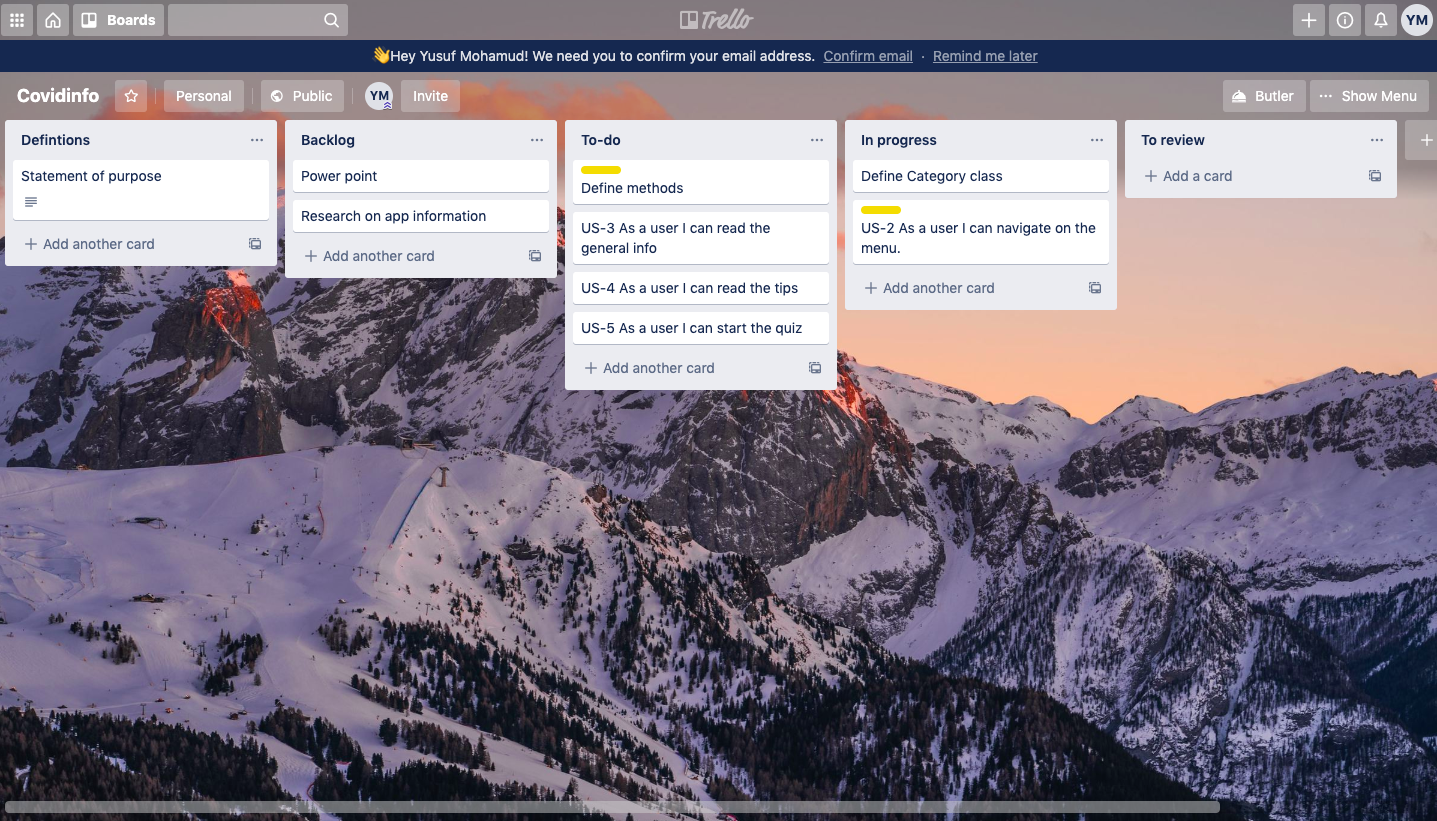 Boards
Trello
YM
👋Hey Yusuf Mohamud! We need you to confirm your email address. Confirm email · Remind me later
Covidinfo
Personal
Public
YM
Invite
Butler
··· Show Menu
Defintions
Statement of purpose
+ Add another card
Backlog
Power point
Research on app information
+ Add another card
To-do
Define methods
US-3 As a user I can read the
general info
US-4 As a user I can read the tips
US-5 As a user I can start the quiz
+ Add another card
In progress
Define Category class
US-2 As a user I can navigate on the
menu.
+ Add another card
To review
+ Add a card